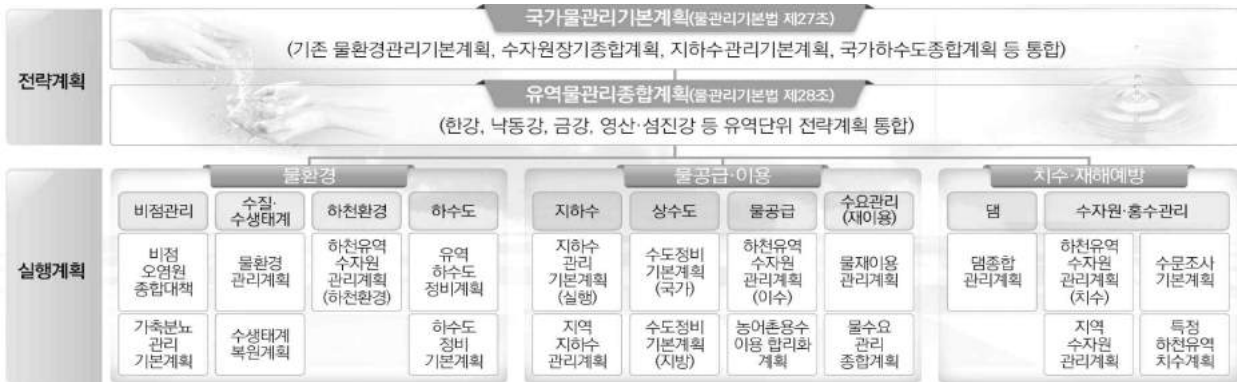 국가물관리기본계획(물관리기본법 제27조)
(기존 물환경관리기본계획, 수자원장기종합계획, 지하수관리기본계획, 국가하수도종합계획 등 통합)
전략계획
유역물관리종합계획(물관리기본법 제28조)
(한강, 낙동강, 금강, 영산·섬진강 등 유역단위 전략계획 통합)
실행계획
물환경
비점관리
수질·
수생태계
하천환경
하수도
비점
오염원
종합대책
물환경
관리계획
하천유역
수자원
관리계획
(하천환경)
유역
하수도
정비계획
가축분뇨
관리
기본계획
수생태계
복원계획
하수도
정비
기본계획
물공급·이용
지하수
상수도
물공급
수요관리
(재이용)
지하수
관리
기본계획
(실행)
수도정비
기본계획
(국가)
하천유역
수자원
관리계획
(이수)
물재이용
관리계획
지역
지하수
관리계획
수도정비
기본계획
(지방)
농어촌용수
이용 합리화
계획
물수요
관리
종합계획
치수·재해예방
댐
수자원·홍수관리
댐종합
관리계획
하천유역
수자원
관리계획
(치수)
수문조사
기본계획
지역
수자원
관리계획
특정
하천유역
치수계획